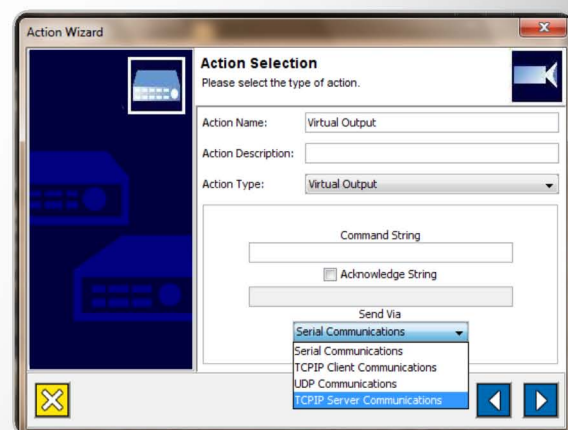 Action Wizard
Action Selection
Please select the type of action.
Action Name: Virtual Output
Action Description:
Action Type: Virtual Output
Command String
Acknowledge String
Send Via
Serial Communications
Serial Communications
TCPIP Client Communications
UDP Communications
TCPIP Server Communications